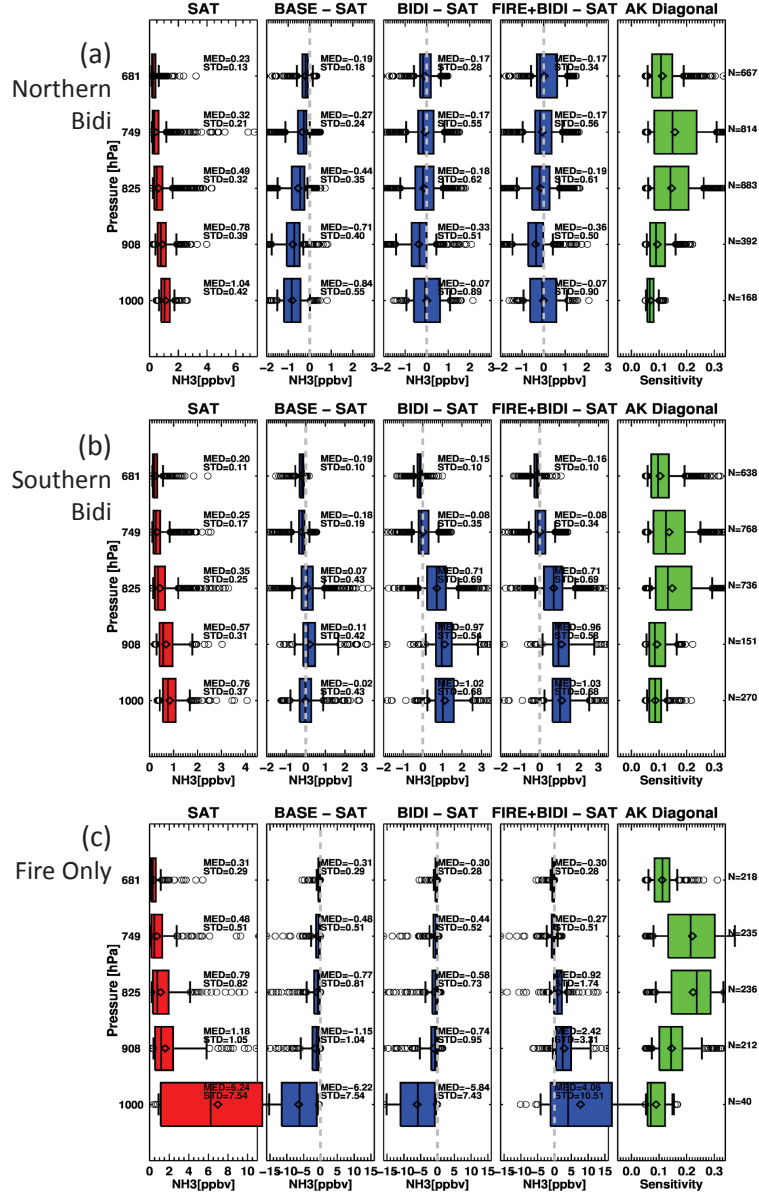 SAT BASE − SAT BIDI − SAT FIRE+BIDI − SAT AK Diagonal
(a)
Northern
Bidi
Pressure [hPa]
681 MED=0.23 MED=−0.19 MED=−0.17 MED=−0.17 N=667
STD=0.13 STD=0.18 STD=0.28 STD=0.34
749 MED=0.32 MED=−0.27 MED=−0.17 MED=−0.17 N=814
STD=0.21 STD=0.24 STD=0.55 STD=0.56
825 MED=0.49 MED=−0.44 MED=−0.18 MED=−0.19 N=883
STD=0.32 STD=0.35 STD=0.62 STD=0.61
908 MED=0.78 MED=−0.71 MED=−0.33 MED=−0.36 N=392
STD=0.39 STD=0.40 STD=0.51 STD=0.50
1000 MED=1.04 MED=−0.84 MED=−0.07 MED=−0.07 N=168
STD=0.42 STD=0.55 STD=0.89 STD=0.90
0 2 4 6 −2 −1 0 1 2 3 −2 −1 0 1 2 3 −2 −1 0 1 2 3 0.0 0.1 0.2 0.3
NH3[ppbv] NH3[ppbv] NH3[ppbv] NH3[ppbv] Sensitivity
SAT BASE − SAT BIDI − SAT FIRE+BIDI − SAT AK Diagonal
(b)
Southern
Bidi
Pressure [hPa]
681 MED=0.20 MED=−0.19 MED=−0.15 MED=−0.16 N=638
STD=0.11 STD=0.10 STD=0.10 STD=0.10
749 MED=0.25 MED=−0.18 MED=−0.08 MED=−0.08 N=768
STD=0.17 STD=0.19 STD=0.35 STD=0.34
825 MED=0.35 MED=0.07 MED=0.71 MED=0.71 N=736
STD=0.25 STD=0.43 STD=0.69 STD=0.69
908 MED=0.57 MED=0.11 MED=0.97 MED=0.96 N=151
STD=0.31 STD=0.42 STD=0.54 STD=0.53
1000 MED=0.76 MED=−0.02 MED=1.02 MED=1.03 N=270
STD=0.37 STD=0.43 STD=0.68 STD=0.68
0 1 2 3 4 −2 −1 0 1 2 3 −2 −1 0 1 2 3 −2 −1 0 1 2 3 0.0 0.1 0.2 0.3
NH3[ppbv] NH3[ppbv] NH3[ppbv] NH3[ppbv] Sensitivity
SAT BASE − SAT BIDI − SAT FIRE+BIDI − SAT AK Diagonal
(c)
Fire Only
Pressure [hPa]
681 MED=0.31 MED=−0.31 MED=−0.30 MED=−0.30 N=218
STD=0.29 STD=0.29 STD=0.28 STD=0.28
749 MED=0.48 MED=−0.48 MED=−0.44 MED=−0.27 N=235
STD=0.51 STD=0.51 STD=0.52 STD=0.51
825 MED=0.79 MED=−0.77 MED=−0.58 MED=0.92 N=236
STD=0.82 STD=0.81 STD=0.73 STD=1.74
908 MED=1.18 MED=−1.15 MED=−0.74 MED=2.42 N=212
STD=1.05 STD=1.04 STD=0.95 STD=3.31
1000 MED=6.24 MED=−6.22 MED=−5.84 MED=4.06 N=40
STD=7.54 STD=7.54 STD=7.43 STD=10.51
0 2 4 6 8 10 −15 −10 −5 0 5 10 15 −15 −10 −5 0 5 10 15 −15 −10 −5 0 5 10 15 0.0 0.1 0.2 0.3
NH3[ppbv] NH3[ppbv] NH3[ppbv] NH3[ppbv] Sensitivity